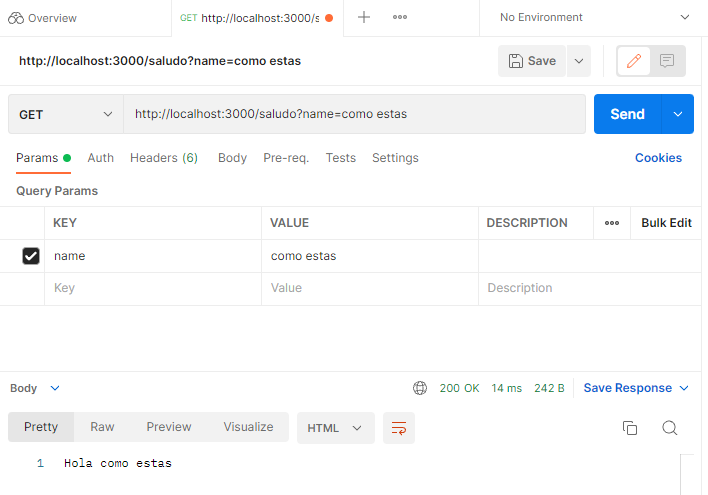 Overview GET http://localhost:3000/s No Environment
http://localhost:3000/saludo?name=como estas Save
GET http://localhost:3000/saludo?name=como estas Send
Params Auth Headers (6) Body Pre-req. Tests Settings Cookies
Query Params
KEY VALUE DESCRIPTION Bulk Edit
name como estas
Key Value Description
Body 200 OK 14 ms 242 B Save Response
Pretty Raw Preview Visualize HTML
1 Hola como estas